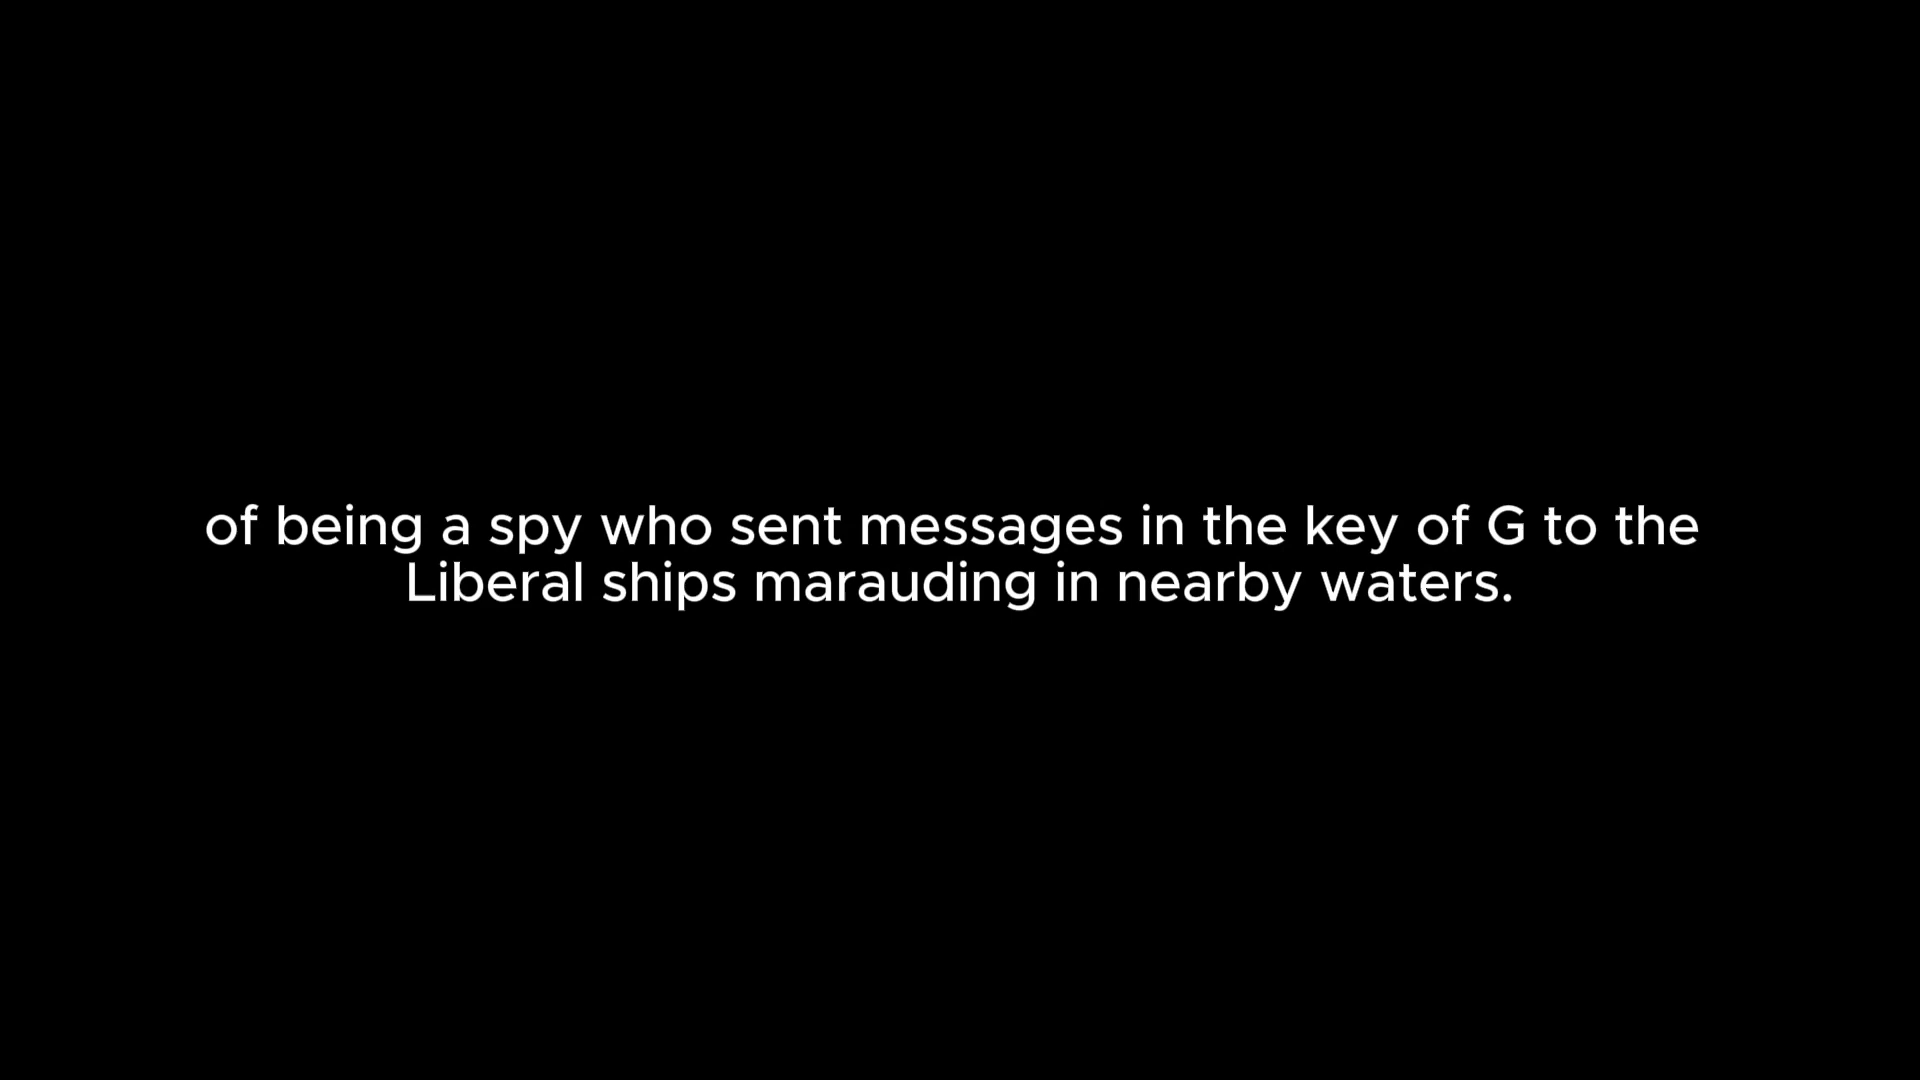 of being a spy who sent messages in the key of G to the
Liberal ships marauding in nearby waters.